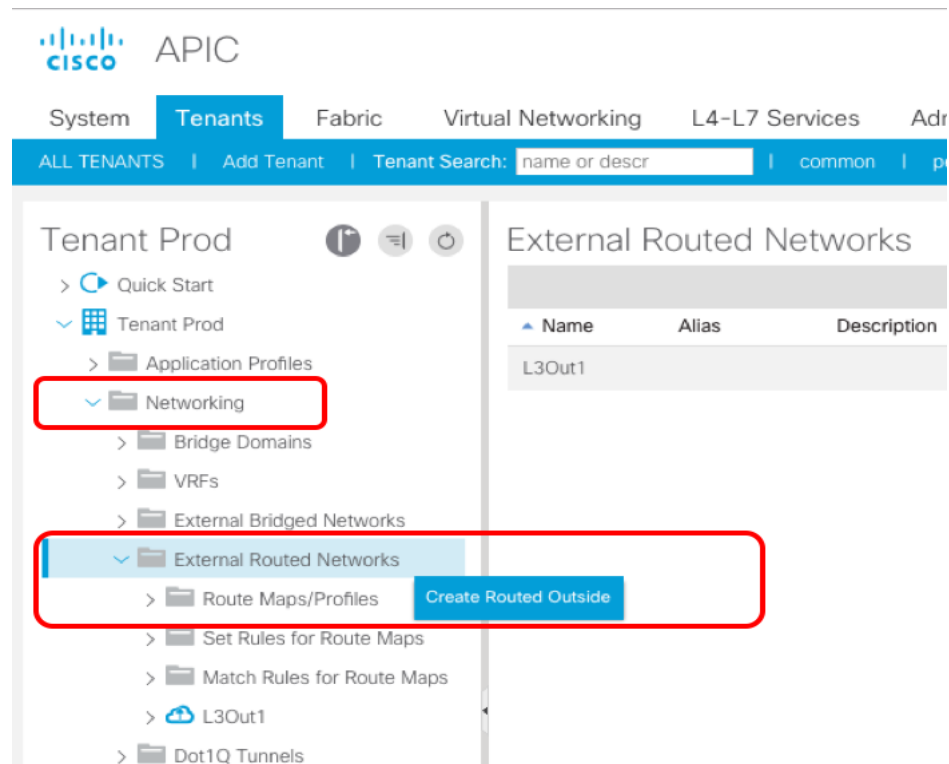 CISCO APIC
System Tenants Fabric Virtual Networking L4-L7 Services
ALL TENANTS | Add Tenant | Tenant Search: name or descr | common |
Tenant Prod
Quick Start
Tenant Prod
Application Profiles
Networking
Bridge Domains
VRFs
External Bridged Networks
External Routed Networks
Route Maps/Profiles
Create Routed Outside
Set Rules for Route Maps
Match Rules for Route Maps
L3Out1
Dot1Q Tunnels
External Routed Networks
Name Alias Description
L3Out1